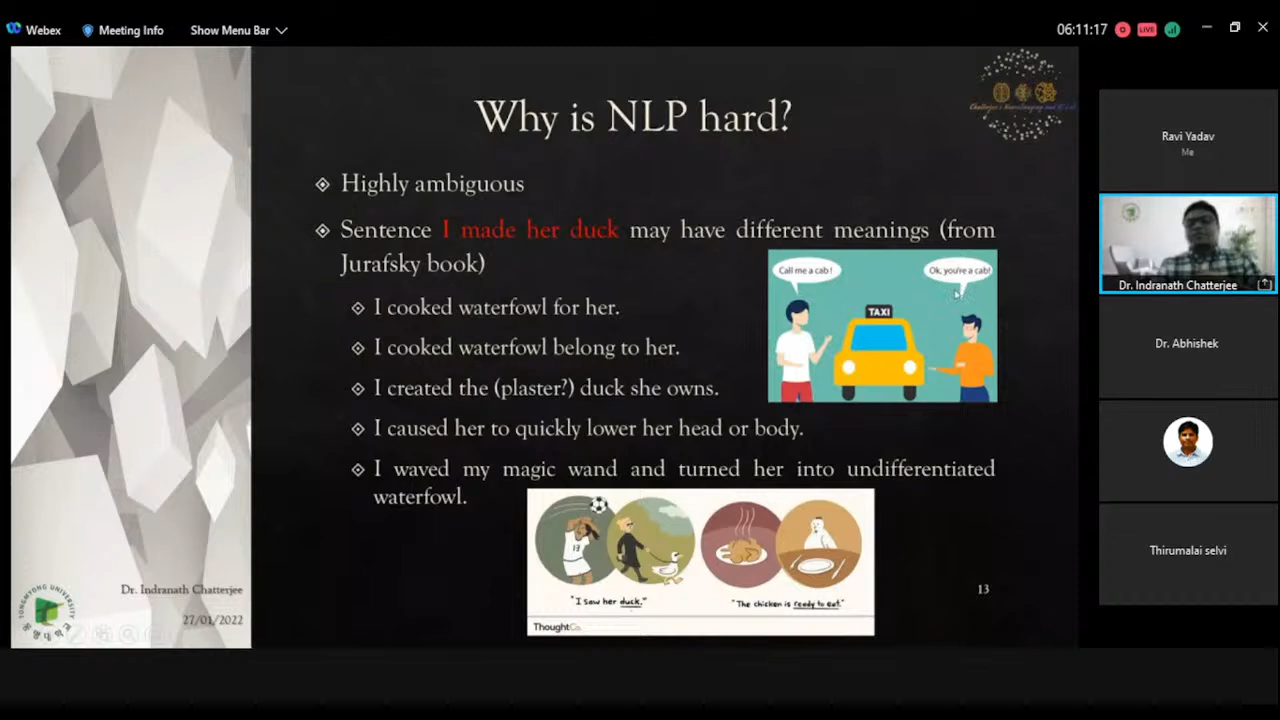 Webex
Meeting Info
Show Menu Bar
06:11:17
LIVE
Why is NLP hard?
Highly ambiguous
Sentence I made her duck may have different meanings (from
Jurafsky book)
I cooked waterfowl for her.
I cooked waterfowl belong to her.
I created the (plaster?) duck she owns.
I caused her to quickly lower her head or body.
I waved my magic wand and turned her into undifferentiated
waterfowl.
Call me a cab!
Ok, you're a cab!
TAXI
13
"I saw her duck."
"The chicken is ready to eat."
ThoughtCo.
Dr. Indranath Chatterjee
27/01/2022
TONGMYONG UNIVERSITY
13
Ravi Yadav
Me
Dr. Indranath Chatterjee
Dr. Abhishek
Thirumalai selvi